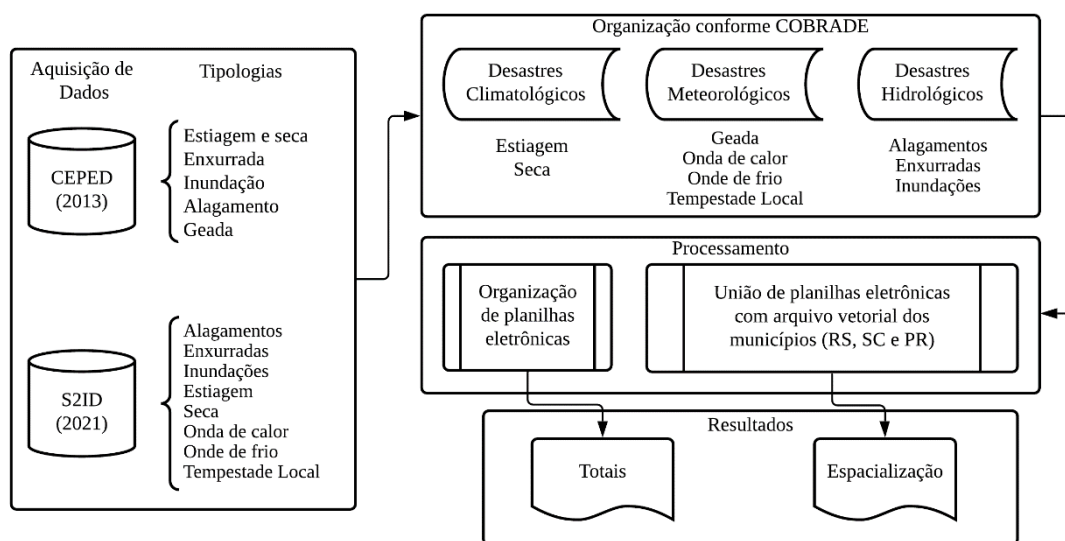 Aquisição de
Dados
Tipologias
CEPED
(2013)
Estiagem e seca
Enxurrada
Inundação
Alagamento
Geada
S2ID
(2021)
Alagamentos
Enxurradas
Inundações
Estiagem
Seca
Onda de calor
Onde de frio
Tempestade Local
Organização conforme COBRADE
Desastres
Climatológicos
Estiagem
Seca
Desastres
Meteorológicos
Geada
Onda de calor
Onde de frio
Tempestade Local
Desastres
Hidrológicos
Alagamentos
Enxurradas
Inundações
Processamento
Organização
de planilhas
eletrônicas
União de planilhas eletrônicas
com arquivo vetorial dos
municípios (RS, SC e PR)
Resultados
Totais
Espacialização